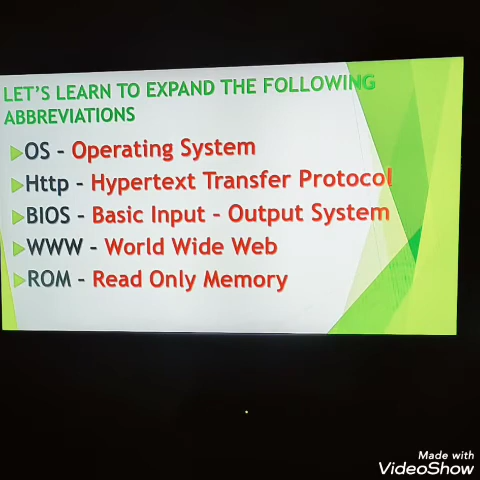 LET'S LEARN TO EXPAND THE FOLLOWING
ABBREVIATIONS
OS - Operating System
Http - Hypertext Transfer Protocol
BIOS - Basic Input - Output System
WWW - World Wide Web
ROM - Read Only Memory
Made with
VideoShow